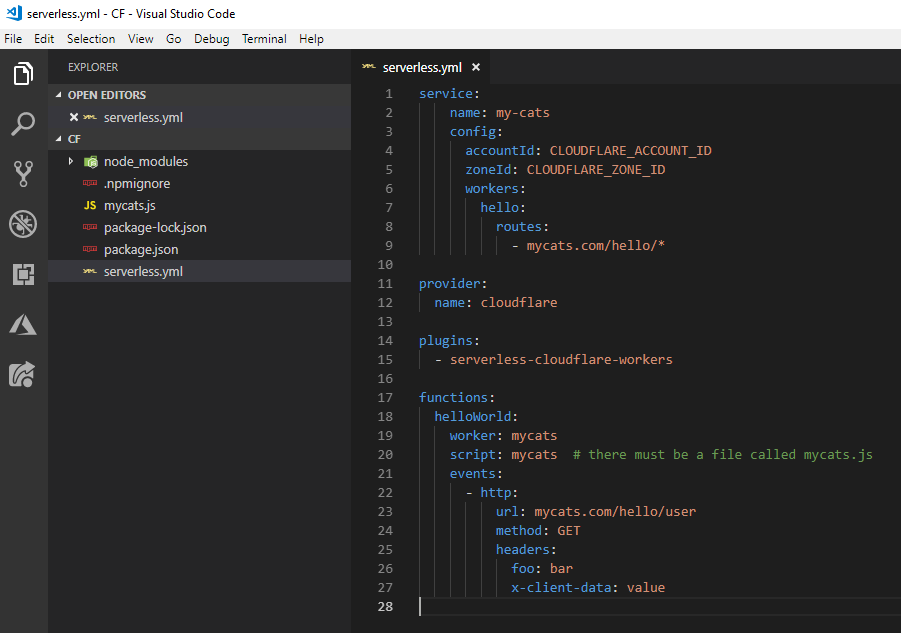 serverless.yml - CF - Visual Studio Code
File Edit Selection View Go Debug Terminal Help
EXPLORER
OPEN EDITORS
serverless.yml
CF
node_modules
.npmignore
JS mycats.js
package-lock.json
package.json
serverless.yml
serverless.yml
1 service:
2 name: my-cats
3 config:
4 accountId: CLOUDFLARE_ACCOUNT_ID
5 zoneId: CLOUDFLARE_ZONE_ID
6 workers:
7 hello:
8 routes:
9 - mycats.com/hello/*
10
11 provider:
12 name: cloudflare
13
14 plugins:
15 - serverless-cloudflare-workers
16
17 functions:
18 helloWorld:
19 worker: mycats
20 script: mycats # there must be a file called mycats.js
21 events:
22 - http:
23 url: mycats.com/hello/user
24 method: GET
25 headers:
26 foo: bar
27 x-client-data: value
28